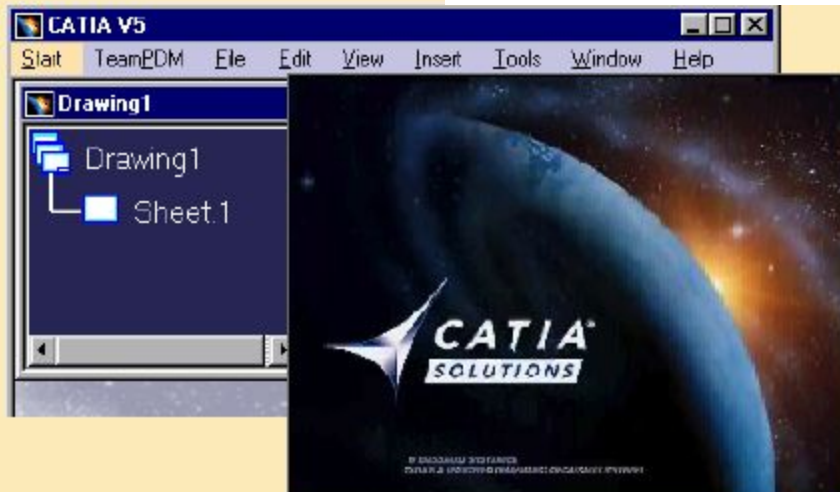 CATIA V5
Start TeamPDM File Edit View Insert Tools Window Help
Drawing1
Drawing1
Sheet.1
CATIA®
SOLUTIONS